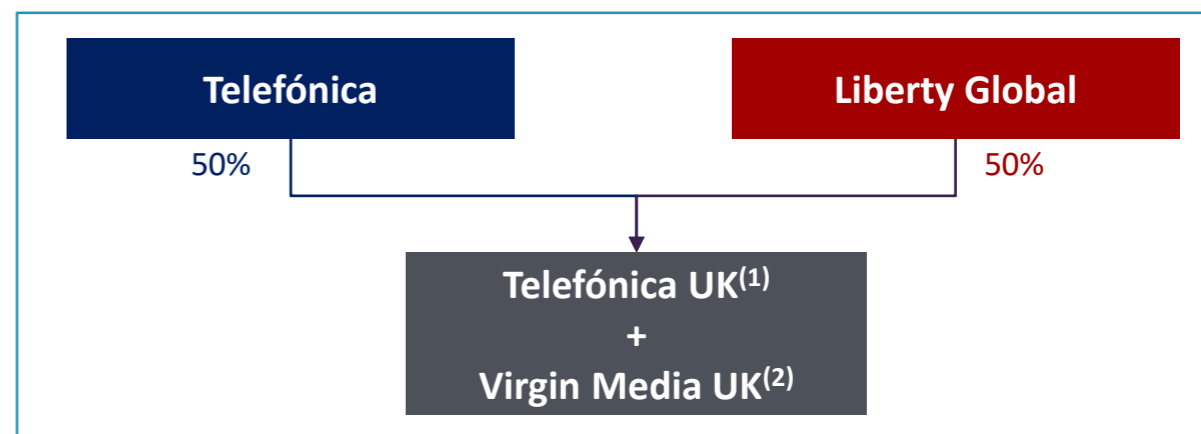 Telefónica
Liberty Global
50%
50%
Telefónica UK(1)
+
Virgin Media UK(2)